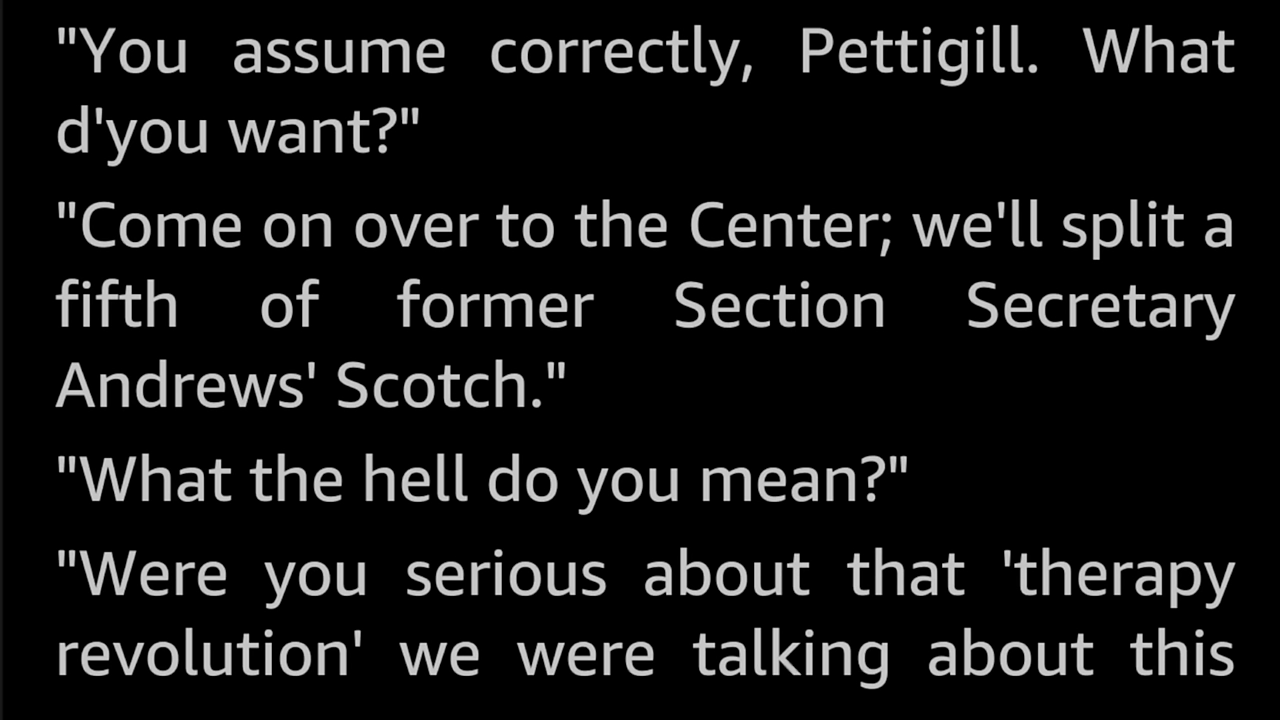 "You assume correctly, Pettigill. What
d'you want?"
"Come on over to the Center; we'll split a
fifth of former Section Secretary
Andrews' Scotch."
"What the hell do you mean?"
"Were you serious about that 'therapy
revolution' we were talking about this